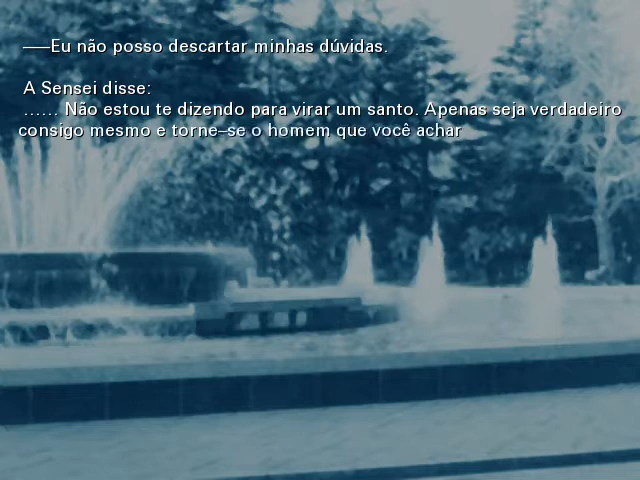 ——Eu não posso descartar minhas dúvidas.
A Sensei disse:
…… Não estou te dizendo para virar um santo. Apenas seja verdadeiro
consigo mesmo e torne–se o homem que você achar